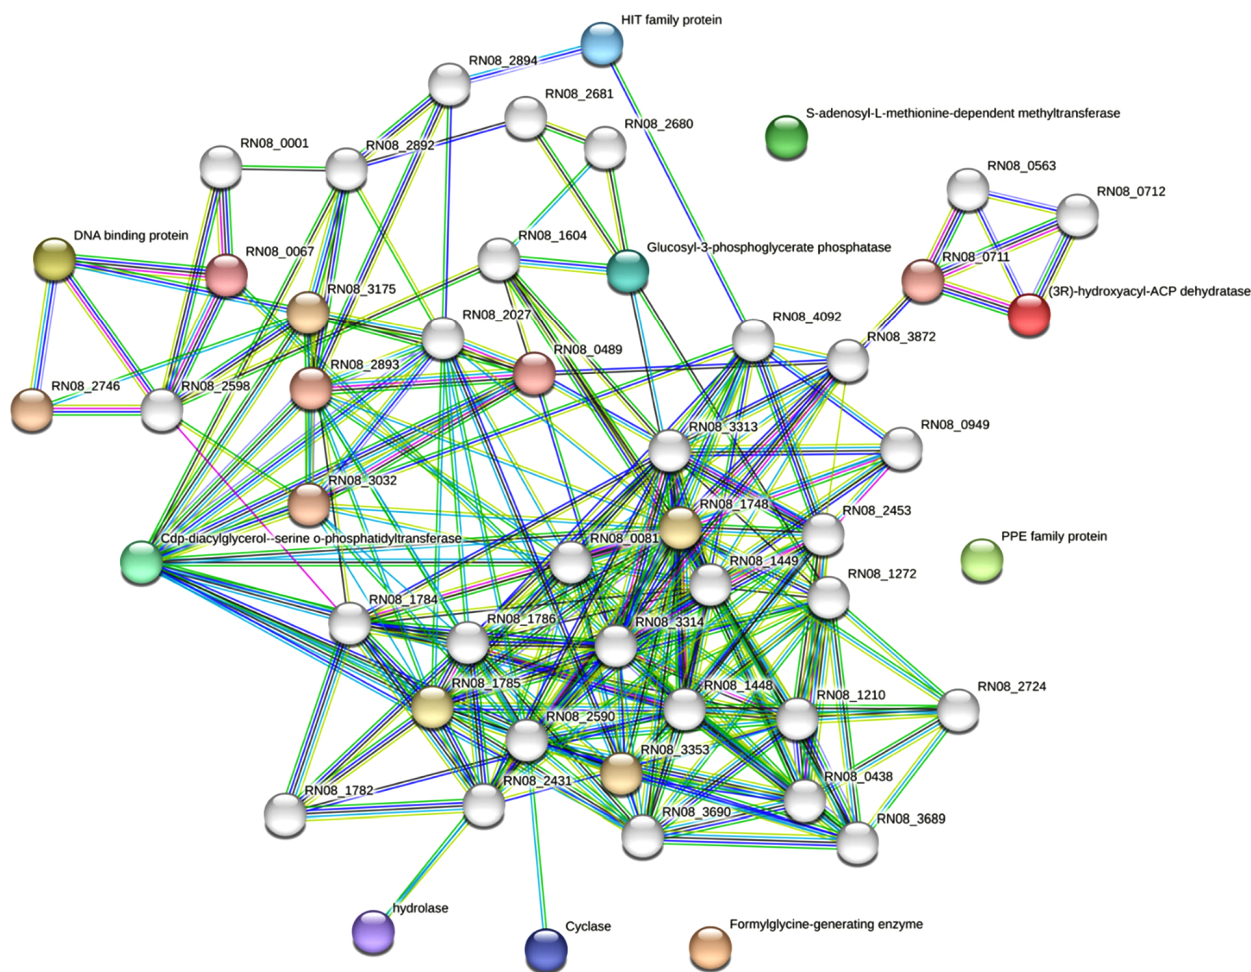 HIT family protein
RN08_2894
RN08_2681
S-adenosyl-L-methionine-dependent methyltransferase
RN08_2680
RN08_0001
RN08_2892
RN08_0563
RN08_0712
DNA binding protein
RN08_1604
Glucosyl-3-phosphoglycerate phosphatase
RN08_0067
RN08_0711
RN08_3175
(3R)-hydroxyacyl-ACP dehydratase
RN08_2027
RN08_4092
RN08_3872
RN08_0489
RN08_2893
RN08_2746
RN08_2598
RN08_3313
RN08_0949
RN08_3032
RN08_1748
RN08_2453
Cdp-diacylglycerol--serine o-phosphatidyltransferase
RN08_0081
PPE family protein
RN08_1449
RN08_1272
RN08_1784
RN08_1786
RN08_3314
RN08_1785
RN08_1448
RN08_2724
RN08_1210
RN08_2590
RN08_3353
RN08_0438
RN08_2431
RN08_1782
RN08_3690
RN08_3689
hydrolase
Cyclase
Formylglycine-generating enzyme